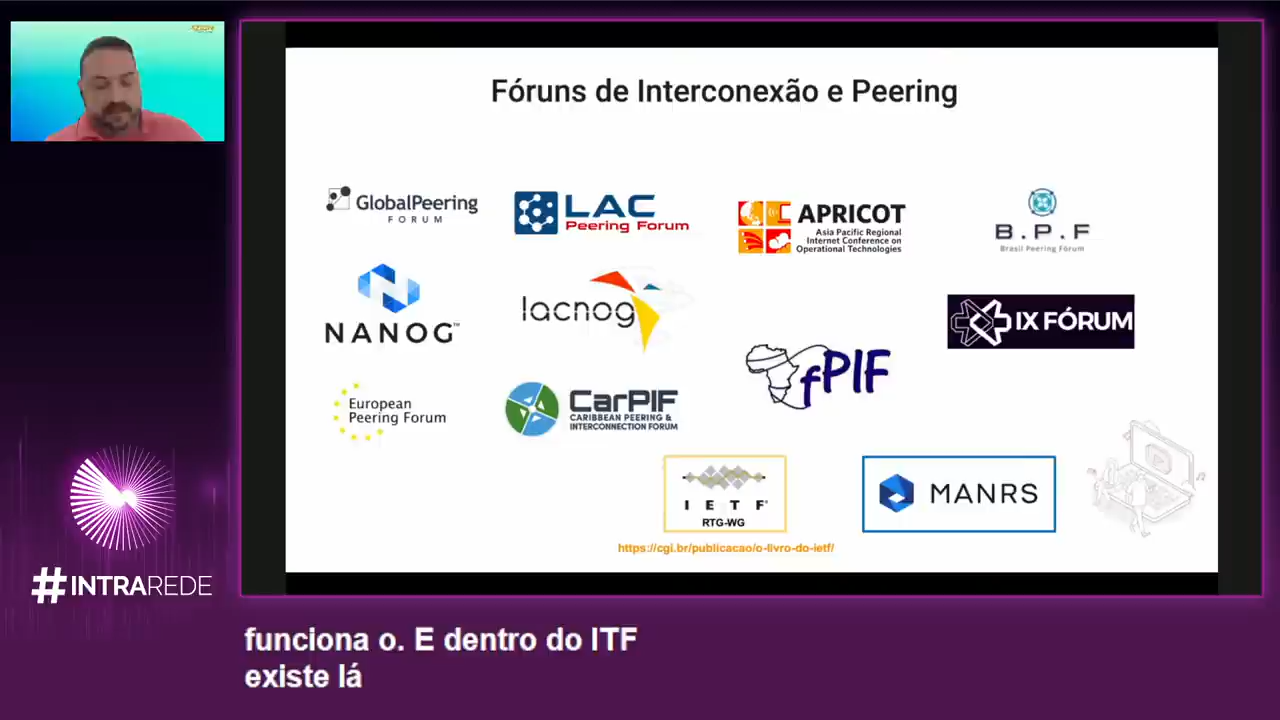 Fóruns de Interconexão e Peering
GlobalPeering
FORUM
LAC
Peering Forum
APRICOT
Asia Pacific Regional
Internet Conference on
Operational Technologies
B.P.F
Brasil Peering Fórum
NANOG™
lacnog
IX FÓRUM
fPIF
European
Peering Forum
CarPIF
CARIBBEAN PEERING &
INTERCONNECTION FORUM
IETF®
RTG-WG
MANRS
https://cgi.br/publicacao/o-livro-do-ietf/
#INTRAREDE
funciona o. E dentro do ITF
existe lá